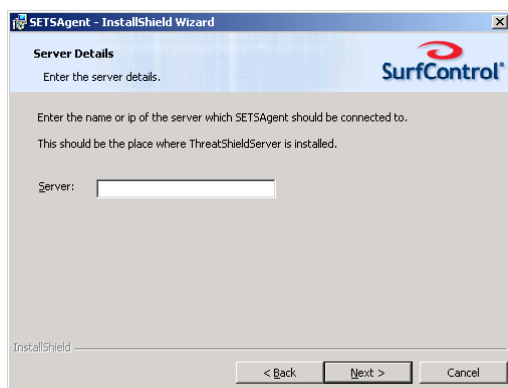 SETSAgent - InstallShield Wizard
Server Details
Enter the server details.
SurfControl
Enter the name or ip of the server which SETSAgent should be connected to.
This should be the place where ThreatShieldServer is installed.
Server:
InstallShield
< Back Next > Cancel